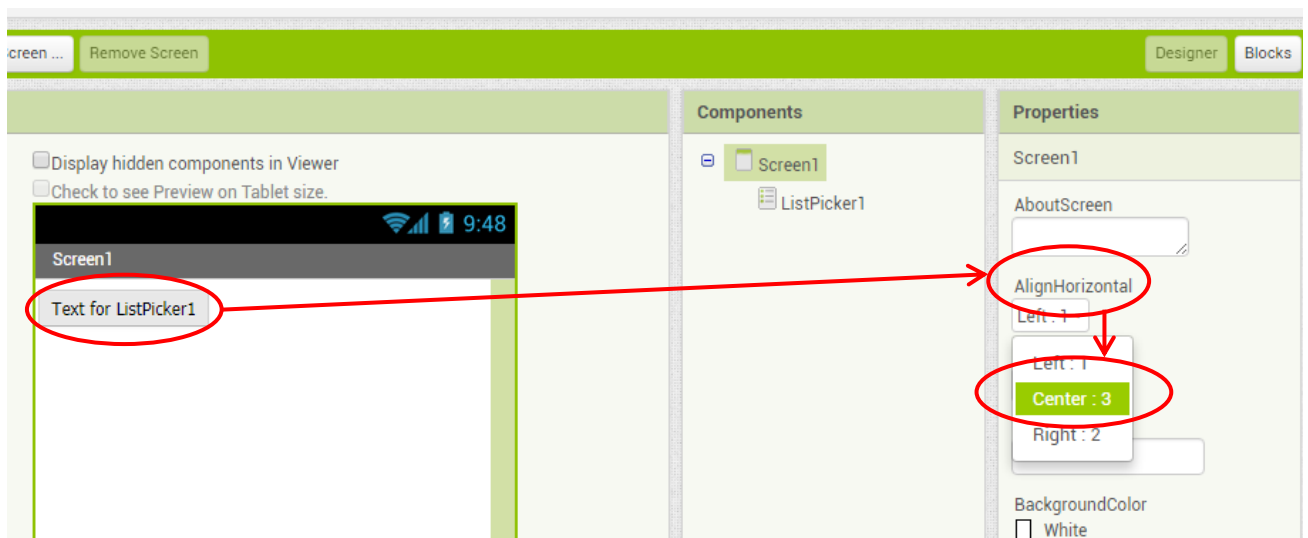 creen ...
Remove Screen
Designer
Blocks
Components
Properties
Display hidden components in Viewer
Check to see Preview on Tablet size.
9:48
Screen1
Text for ListPicker1
Screen1
ListPicker1
Screen1
AboutScreen
AlignHorizontal
Left : 1
Left : 1
Center : 3
Right : 2
BackgroundColor
White